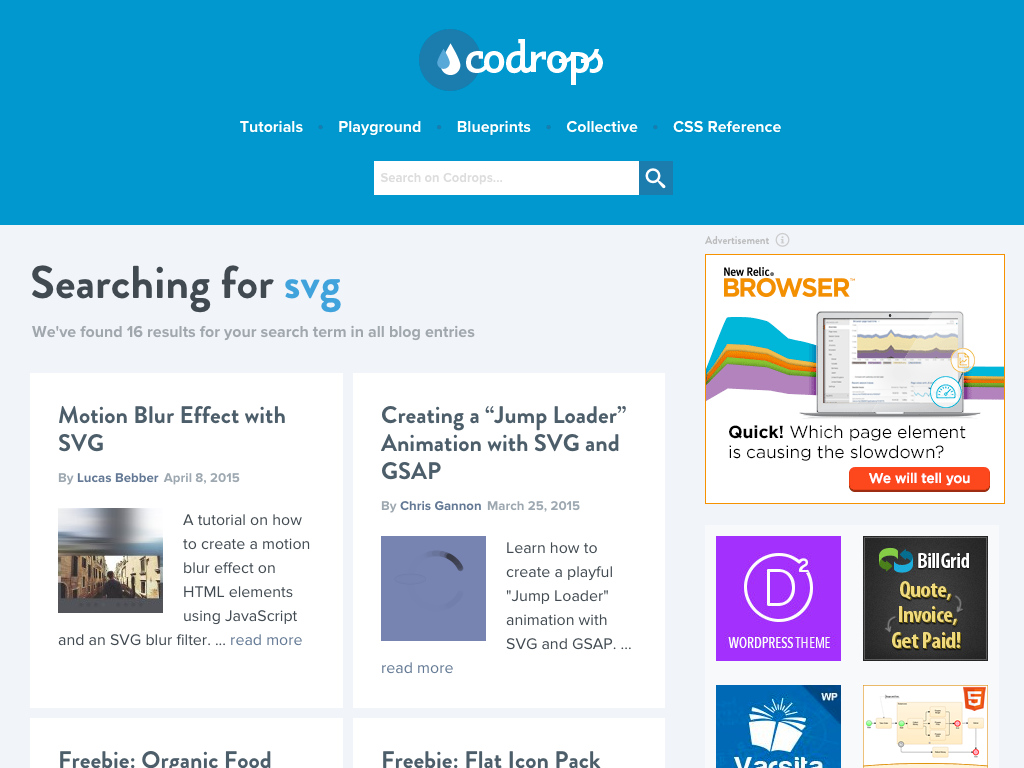 codrops
Tutorials • Playground • Blueprints • Collective • CSS Reference
Search on Codrops...
Advertisement
Searching for svg
We've found 16 results for your search term in all blog entries
Motion Blur Effect with
SVG
By Lucas Bebber April 8, 2015
A tutorial on how
to create a motion
blur effect on
HTML elements
using JavaScript
and an SVG blur filter. ... read more
Creating a “Jump Loader”
Animation with SVG and
GSAP
By Chris Gannon March 25, 2015
Learn how to
create a playful
"Jump Loader"
animation with
SVG and GSAP. ...
read more
Freebie: Organic Food
Freebie: Flat Icon Pack
New Relic.
BROWSER™
Quick! Which page element
is causing the slowdown?
We will tell you
D2
WORDPRESS THEME
BillGrid
Quote,
Invoice,
Get Paid!
WP
Varsita
5